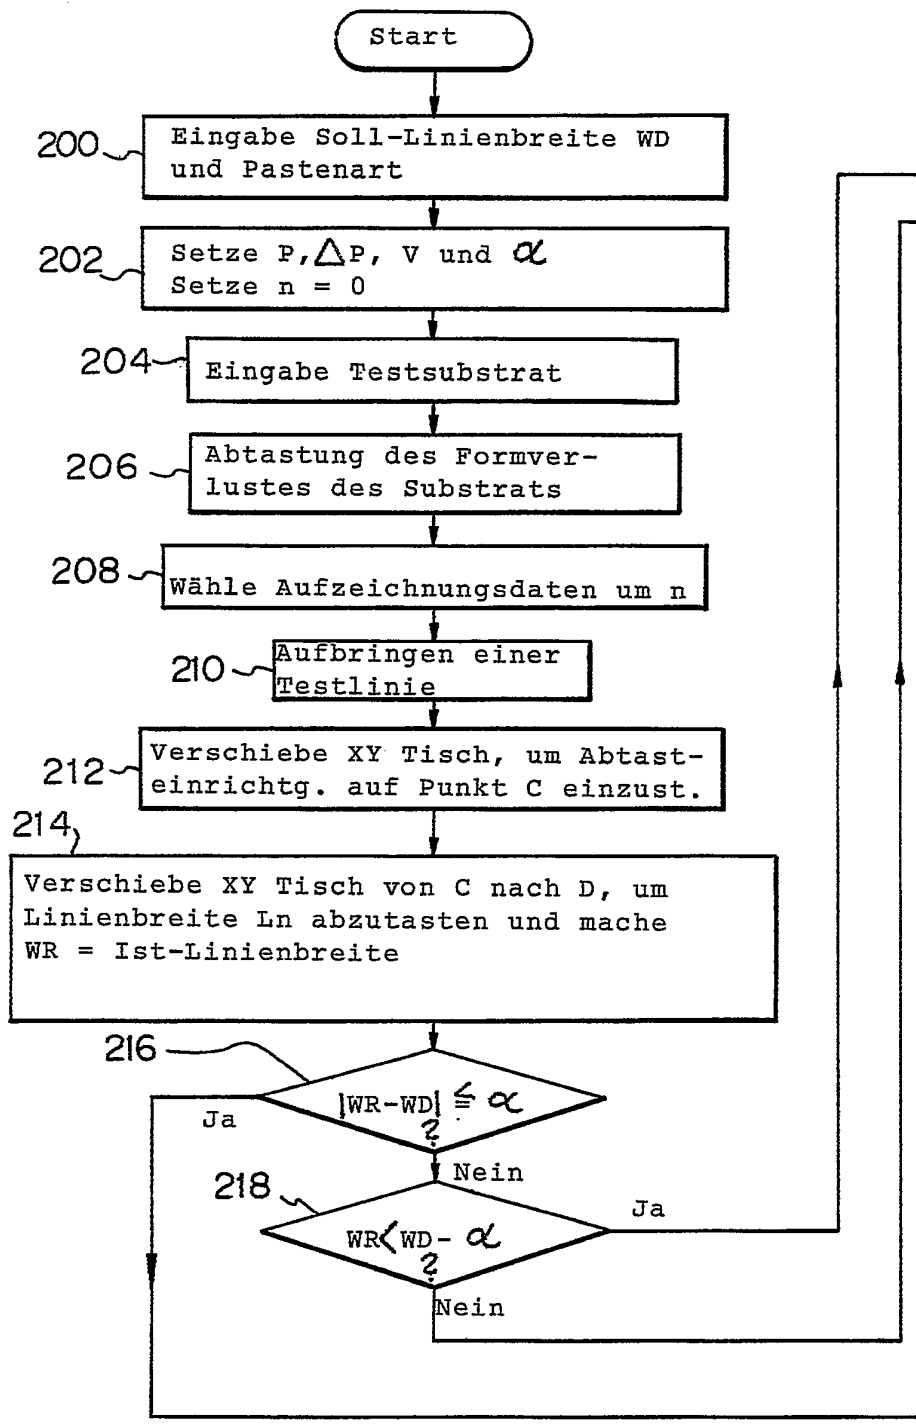 Start
200
Eingabe Soll-Linienbreite WD
und Pastenart
202
Setze P, △P, V und α
Setze n = 0
204
Eingabe Testsubstrat
206
Abtastung des Formver-
lustes des Substrats
208
Wähle Aufzeichnungsdaten um n
210
Aufbringen einer
Testlinie
212
Verschiebe XY Tisch, um Abtast-
einrichtg. auf Punkt C einzust.
214
Verschiebe XY Tisch von C nach D, um
Linienbreite Ln abzutasten und mache
WR = Ist-Linienbreite
216
|WR-WD| ≦ α
?
Ja
Nein
218
WR<WD- α
?
Ja
Nein